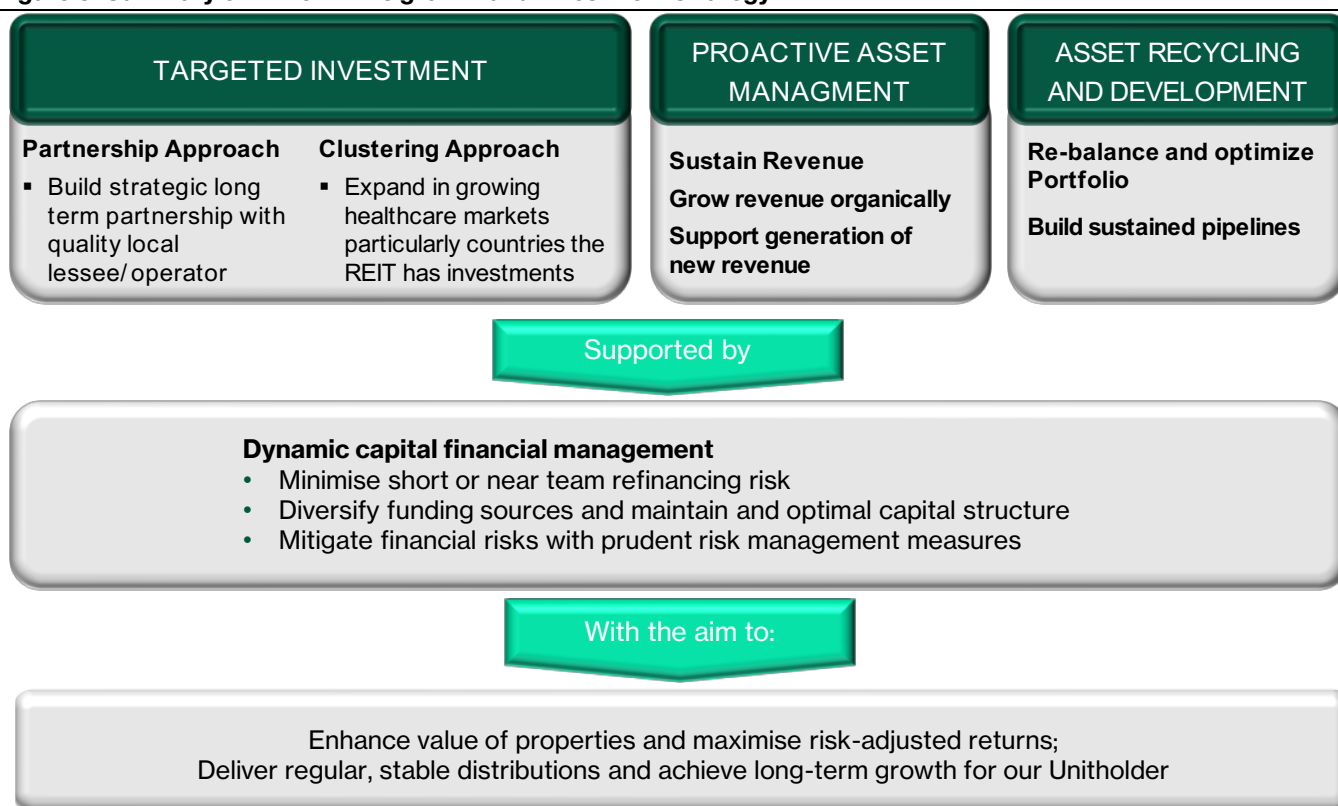 TARGETED INVESTMENT
Partnership Approach
▪ Build strategic long
term partnership with
quality local
lessee/ operator
Clustering Approach
▪ Expand in growing
healthcare markets
particularly countries the
REIT has investments
PROACTIVE ASSET
MANAGMENT
Sustain Revenue
Grow revenue organically
Support generation of
new revenue
ASSET RECYCLING
AND DEVELOPMENT
Re-balance and optimize
Portfolio
Build sustained pipelines
Supported by
Dynamic capital financial management
• Minimise short or near team refinancing risk
• Diversify funding sources and maintain and optimal capital structure
• Mitigate financial risks with prudent risk management measures
With the aim to:
Enhance value of properties and maximise risk-adjusted returns;
Deliver regular, stable distributions and achieve long-term growth for our Unitholder